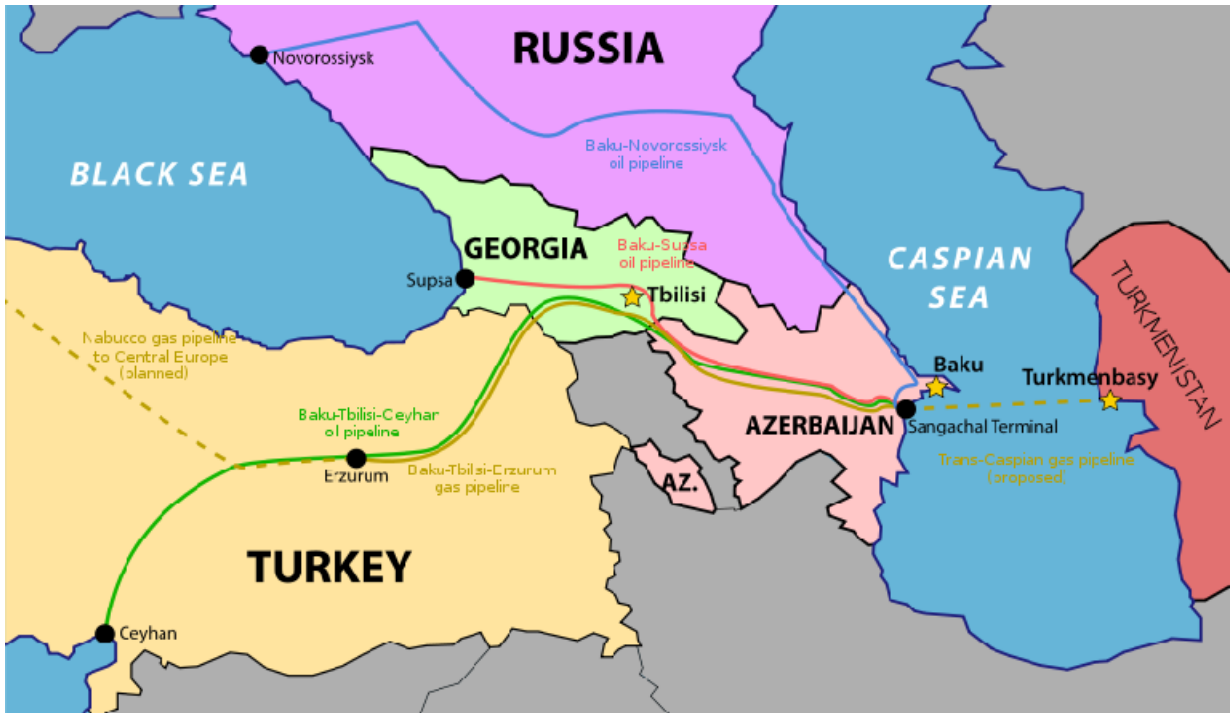 RUSSIA
Novorossiysk
Baku-Novorossiysk
oil pipeline
BLACK SEA
GEORGIA
Baku-Supsa
oil pipeline
Supsa
Tbilisi
CASPIAN
SEA
TURKMENISTAN
Nabucco gas pipeline
to Central Europe
(planned)
Baku
Turkmenbasy
Baku-Tbilisi-Ceyhan
oil pipeline
AZERBAIJAN
Sangachal Terminal
Erzurum
Baku-Tbilisi-Erzurum
gas pipeline
Trans-Caspian gas pipeline
(proposed)
AZ.
TURKEY
Ceyhan